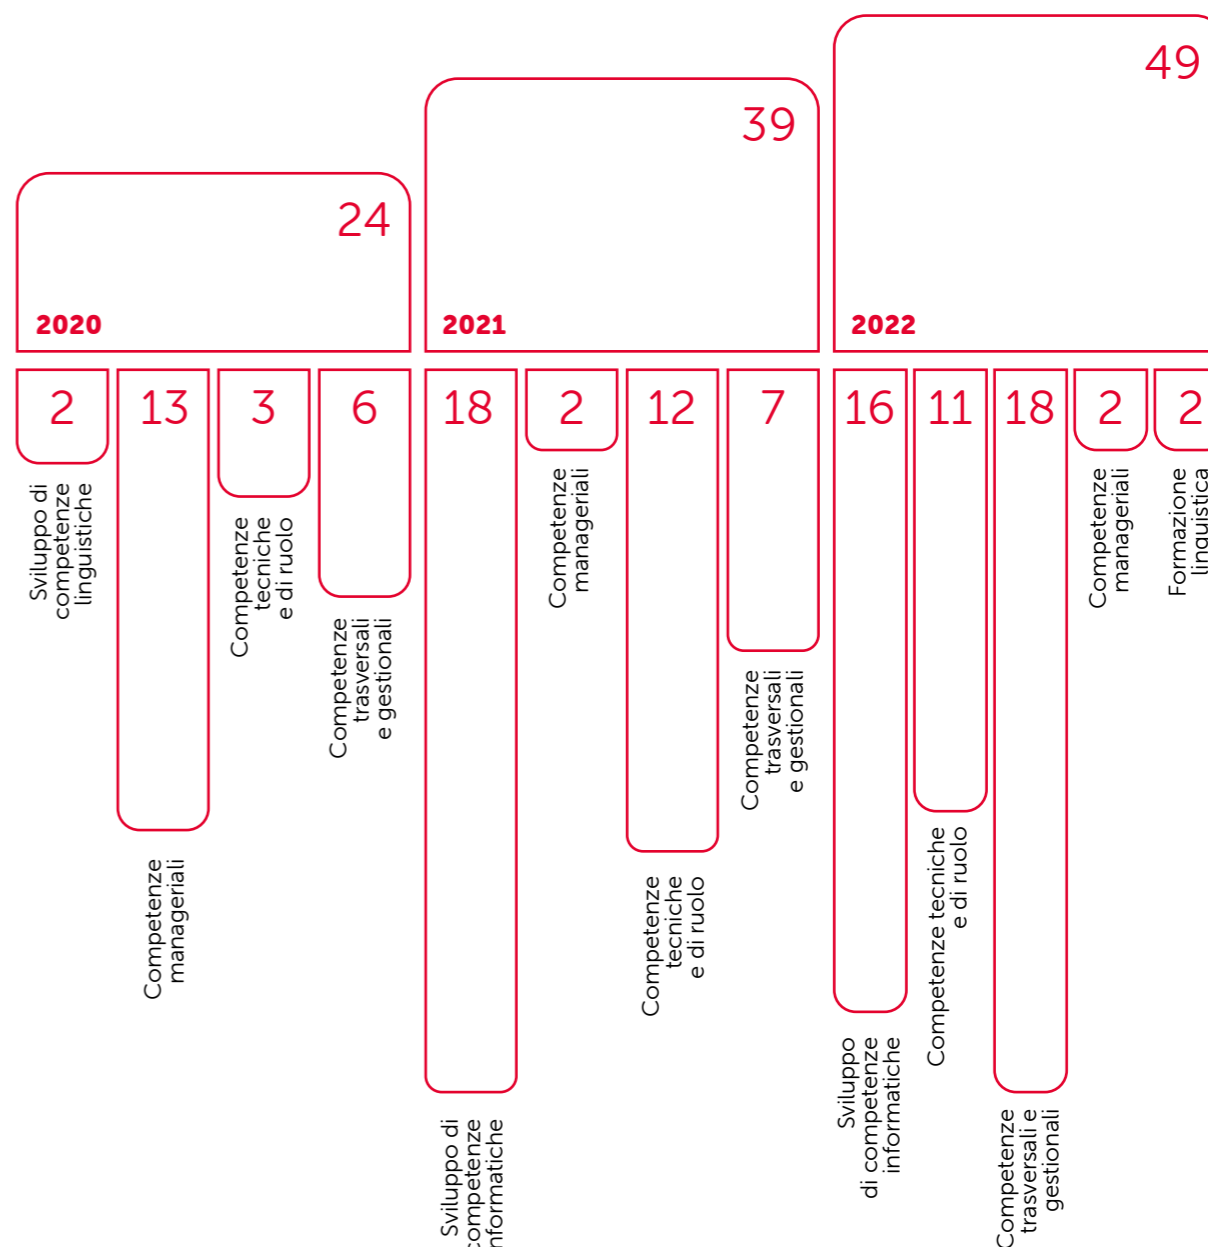 24
2020
39
2021
49
2022
2
Sviluppo di
competenze
linguistiche
13
Competenze
manageriali
3
Competenze
tecniche
e di ruolo
6
Competenze
trasversali
e gestionali
18
Sviluppo di
competenze
informatiche
2
Competenze
manageriali
12
Competenze
tecniche
e di ruolo
7
Competenze
trasversali
e gestionali
16
Sviluppo
di competenze
informatiche
11
Competenze tecniche
e di ruolo
18
Competenze
trasversali e
gestionali
2
Competenze
manageriali
2
Formazione
linguistica